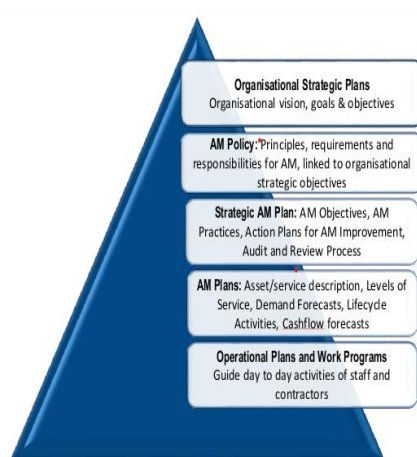 Organisational Strategic Plans
Organisational vision, goals & objectives
AM Policy: Principles, requirements and
responsibilities for AM, linked to organisational
strategic objectives
Strategic AM Plan: AM Objectives, AM
Practices, Action Plans for AM Improvement,
Audit and Review Process
AM Plans: Asset/service description, Levels of
Service, Demand Forecasts, Lifecycle
Activities, Cashflow forecasts
Operational Plans and Work Programs
Guide day to day activities of staff and
contractors